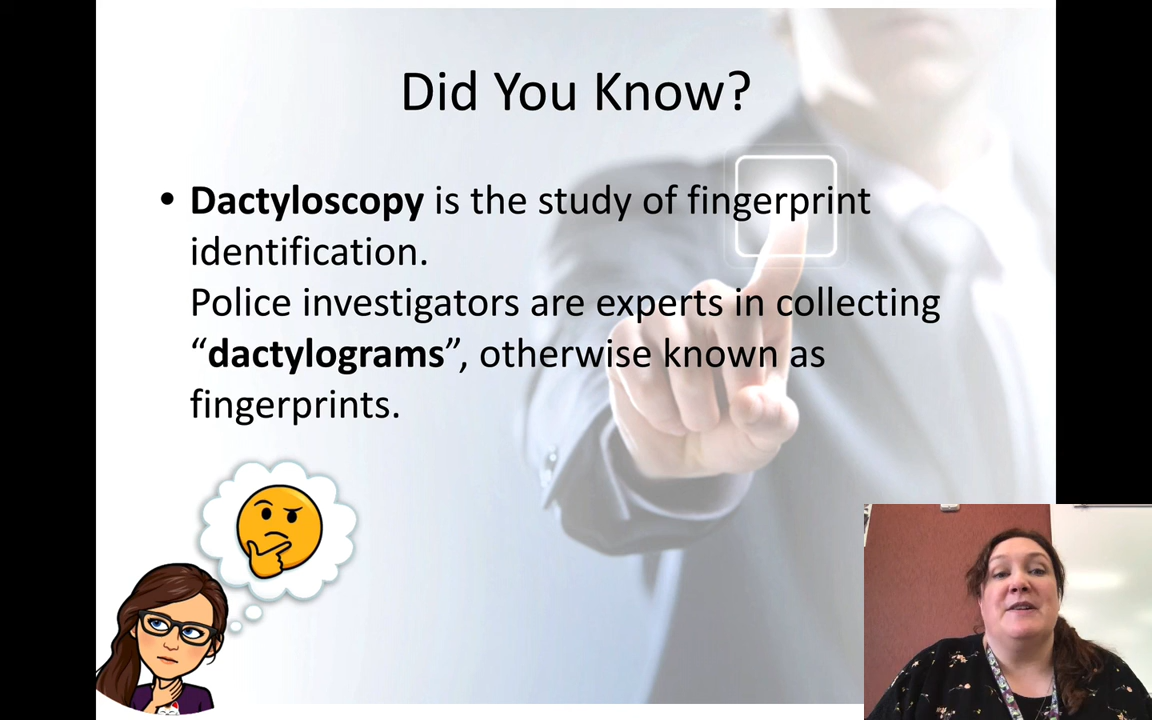 Did You Know?
• Dactyloscopy is the study of fingerprint
identification.
Police investigators are experts in collecting
“dactylograms”, otherwise known as
fingerprints.